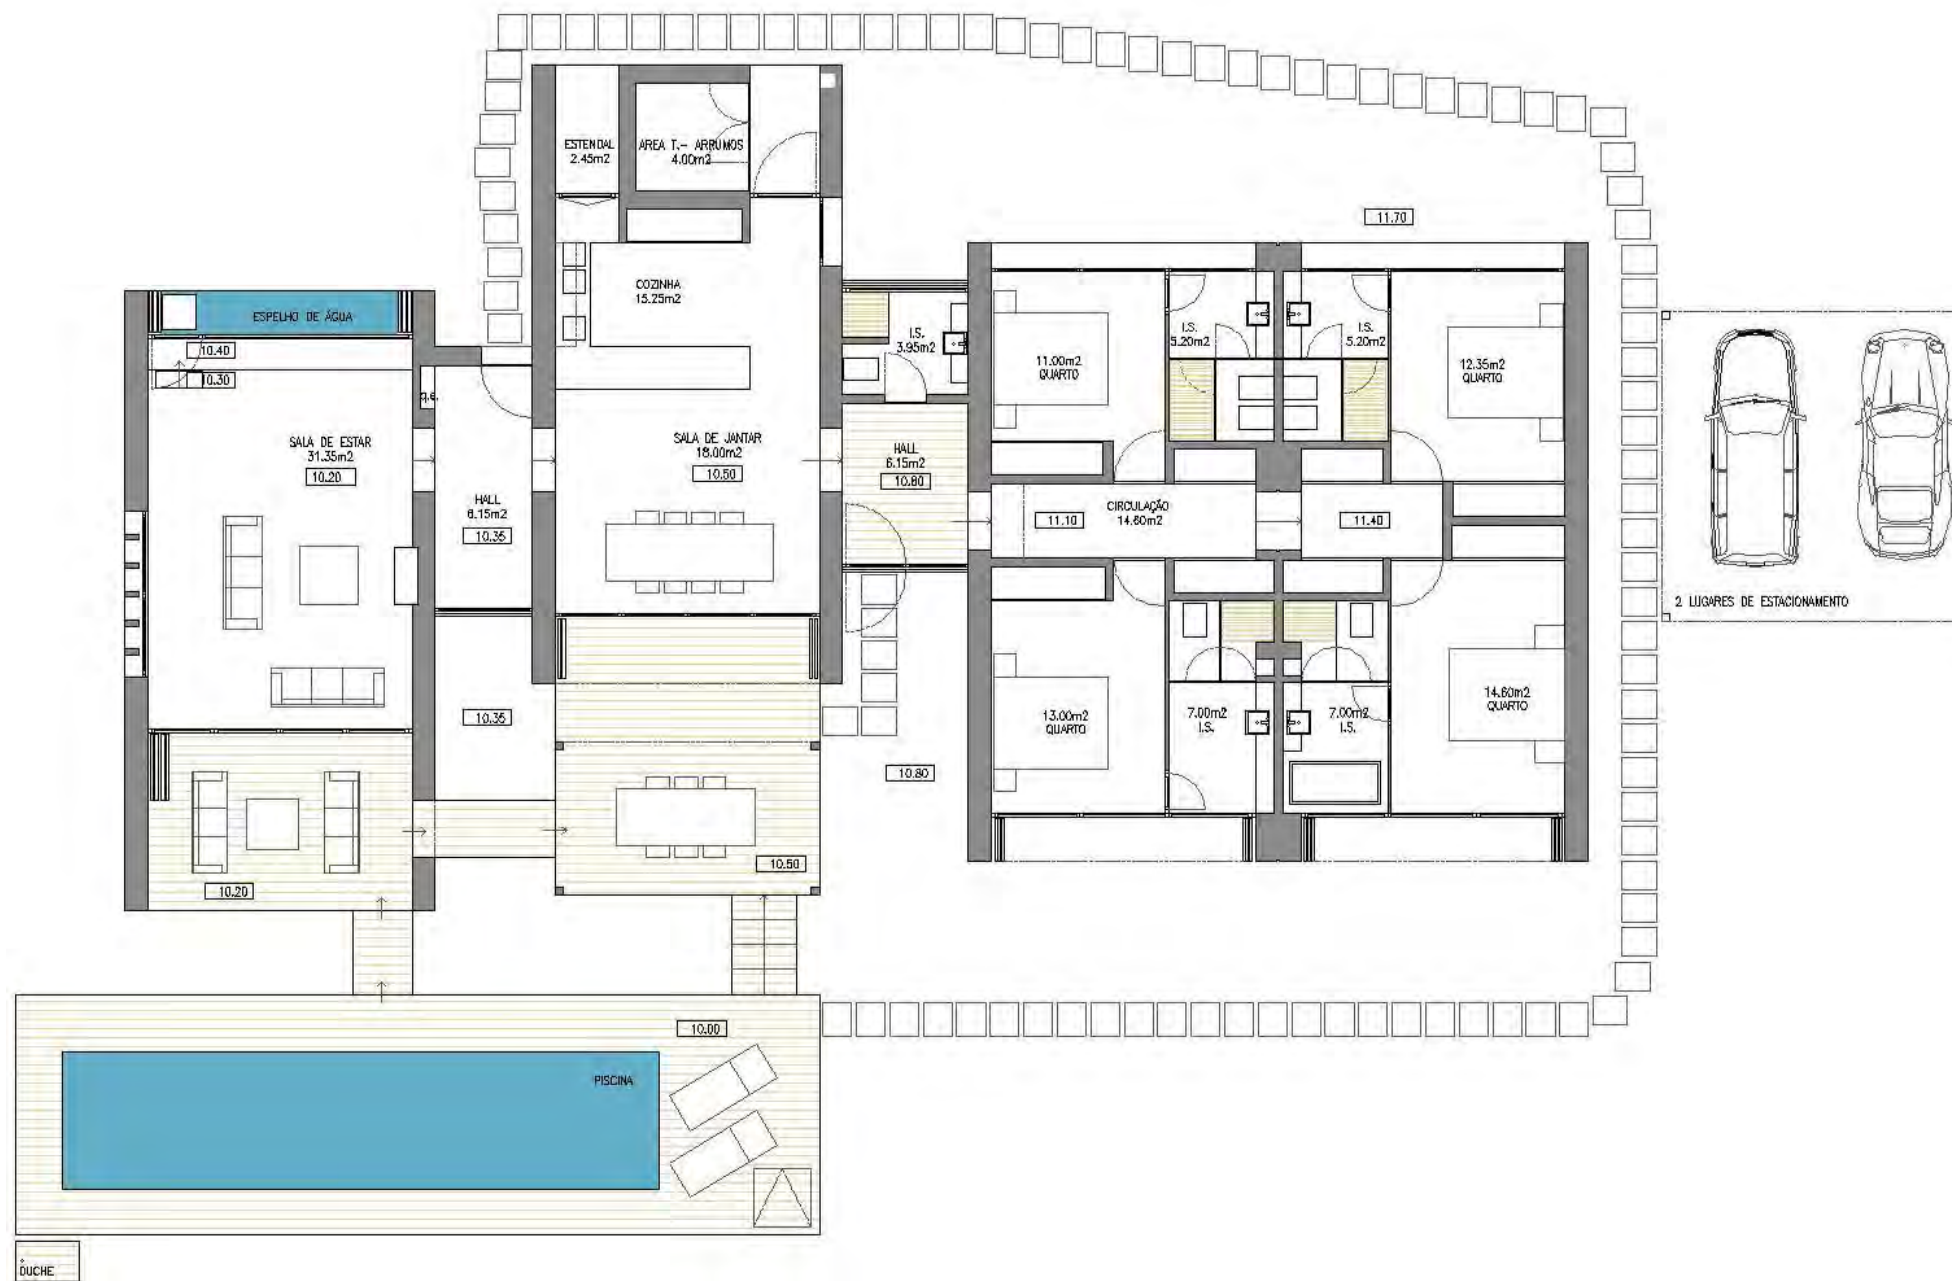 ESTENDAL
2.45m2
AREA T.- ARRUMOS
4.00m2
11.70
COZINHA
15.25m2
ESPELHO DE ÁGUA
10.40
10.30
I.S.
3.95m2
I.S.
5.20m2
I.S.
5.20m2
11.00m2
QUARTO
12.35m2
QUARTO
q.e.
SALA DE ESTAR
31.35m2
10.20
SALA DE JANTAR
18.00m2
10.50
HALL
6.15m2
10.80
HALL
6.15m2
10.35
CIRCULAÇÃO
14.60m2
11.10
11.40
2 LUGARES DE ESTACIONAMENTO
10.35
13.00m2
QUARTO
7.00m2
I.S.
7.00m2
I.S.
14.60m2
QUARTO
10.80
10.50
10.20
10.00
PISCINA
DUCHE